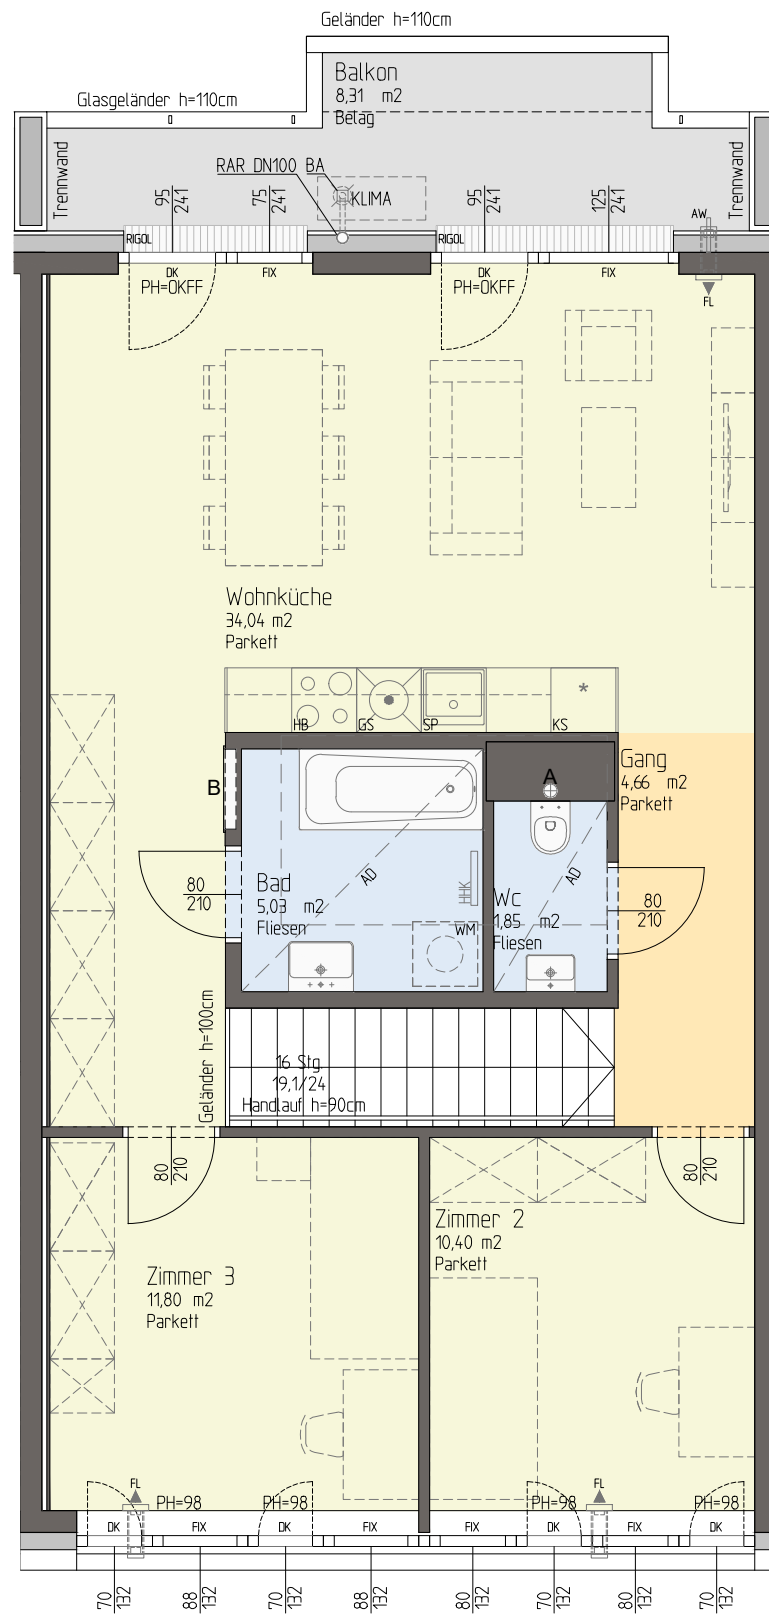 Geländer h=110cm
Balkon
8,31 m2
Belag
Glasgeländer h=110cm
Trennwand
Trennwand
RAR DN100 BA
KLIMA
95
241
75
241
95
241
125
241
AW
RIGOL
RIGOL
DK
PH=OKFF
FIX
DK
PH=OKFF
FIX
FL
Wohnküche
34,04 m2
Parkett
HB
GS
SP
KS
*
Gang
4,66 m2
Parkett
A
B
80
210
Bad
5,03 m2
Fliesen
AD
HHK
WM
AD
Wc
1,85 m2
Fliesen
80
210
Geländer h=100cm
16 Stg.
19,1/24
Handlauf h=90cm
80
210
80
210
Zimmer 2
10,40 m2
Parkett
Zimmer 3
11,80 m2
Parkett
FL
PH=98
PH=98
FL
PH=98
PH=98
DK
FIX
DK
FIX
FIX
DK
FIX
DK
70
132
88
132
70
132
88
132
80
132
70
132
80
132
70
132